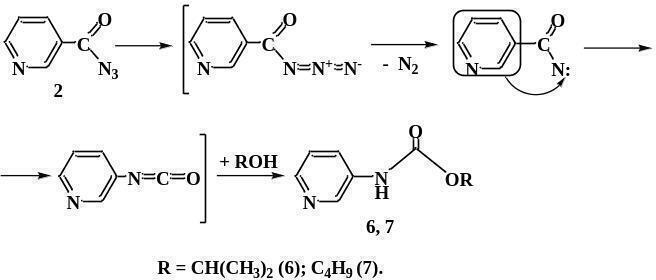 O O O
C C C
N N₃ N N=N⁺=N⁻ - N₂ N N:
2
N N=C=O + ROH N N H O OR
6, 7
R = CH(CH₃)₂ (6); C₄H₉ (7).